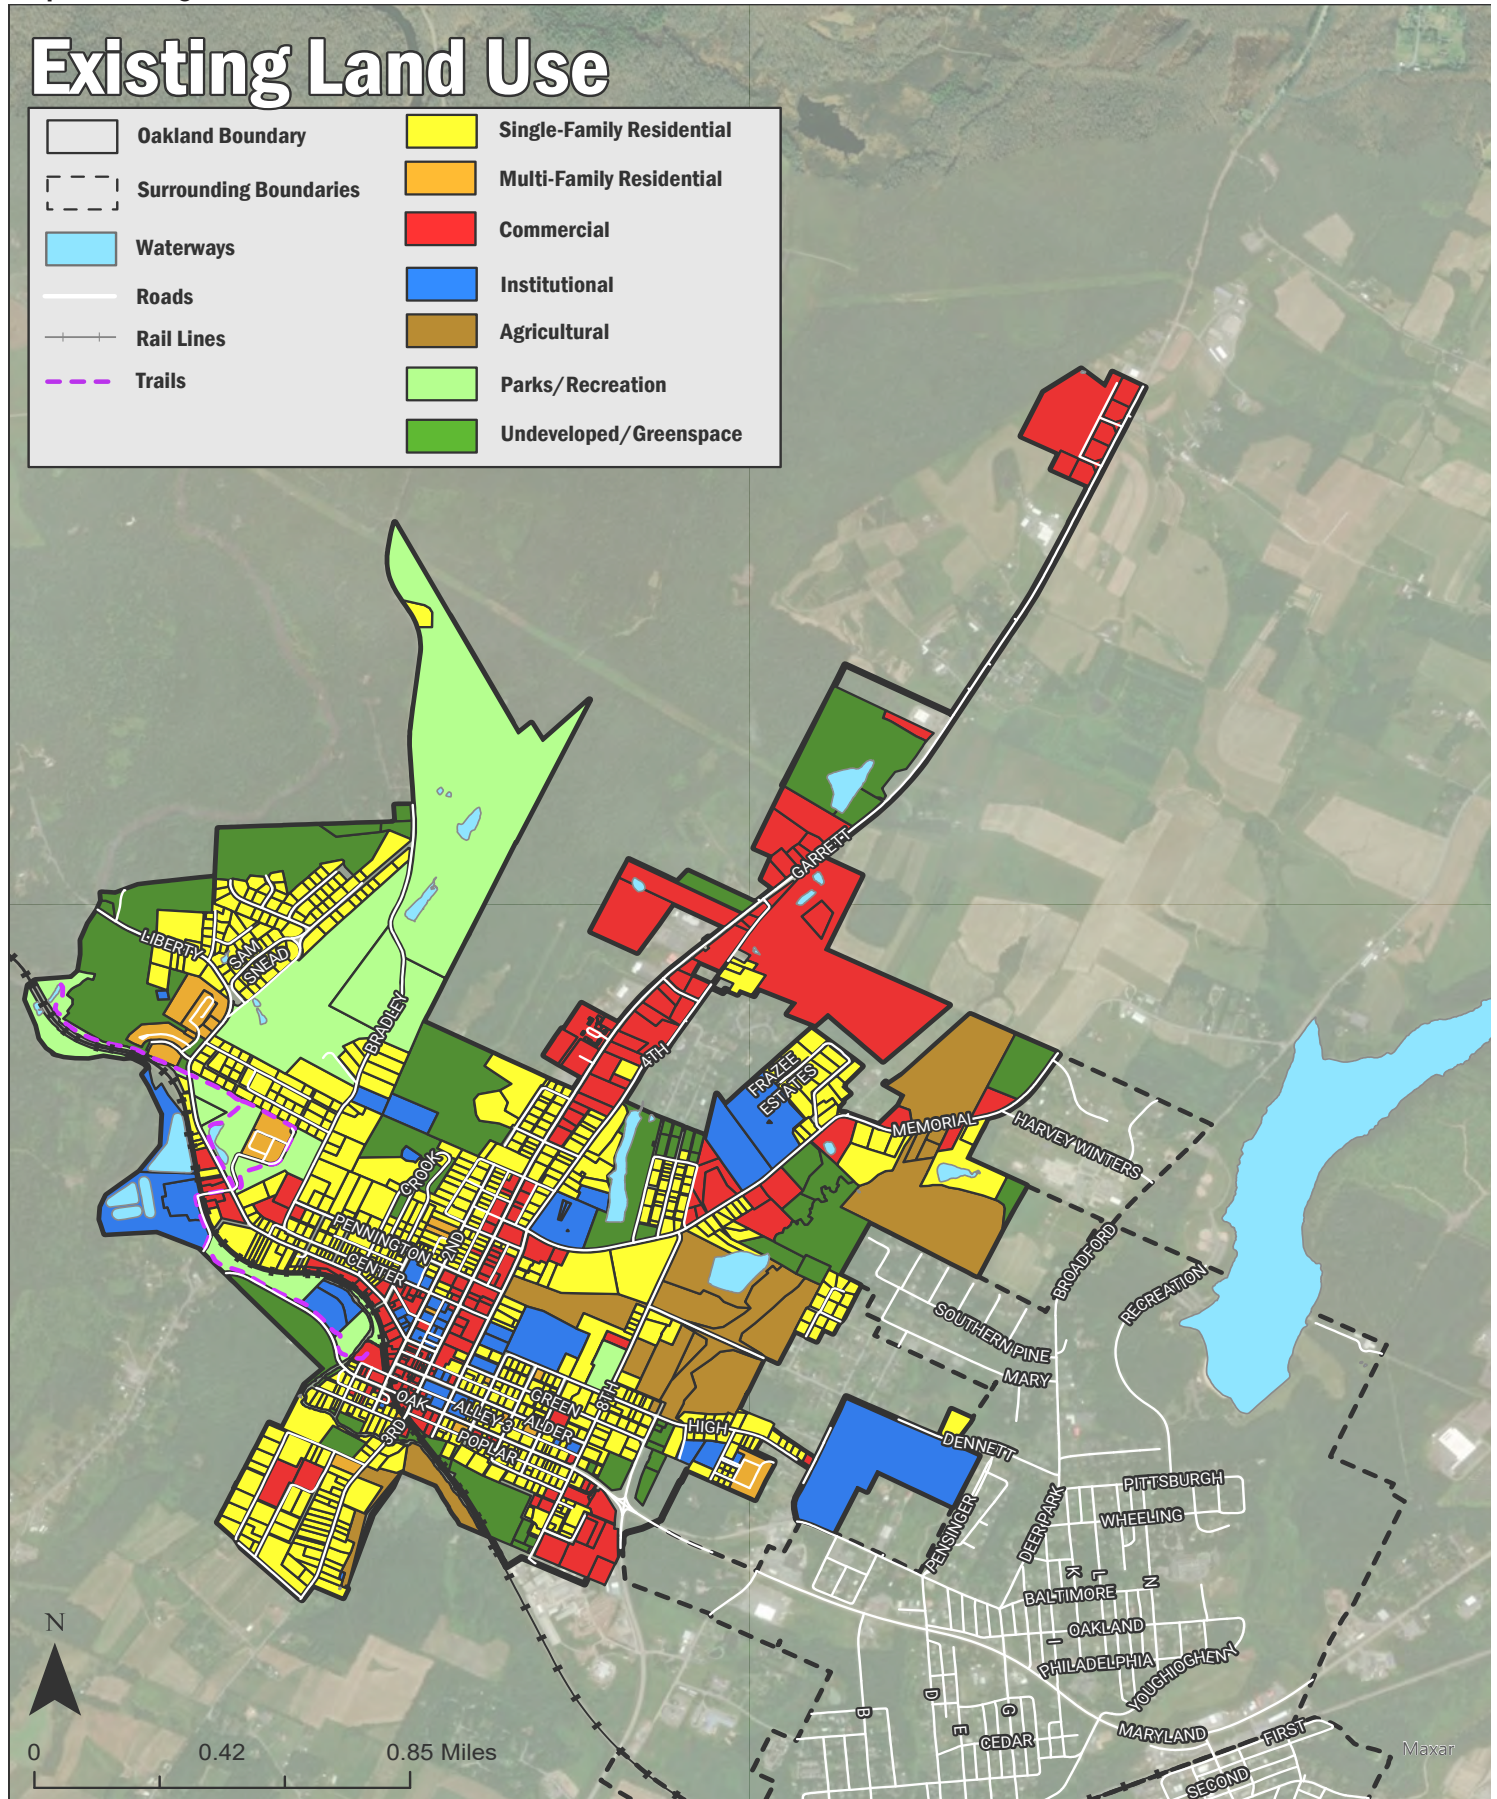 Existing Land Use
Oakland Boundary
Surrounding Boundaries
Waterways
Roads
Rail Lines
Trails
Single-Family Residential
Multi-Family Residential
Commercial
Institutional
Agricultural
Parks/Recreation
Undeveloped/Greenspace
GARRETT
LIBERTY
SAM
SNEAD
BRADLEY
4TH
FRAZEE
ESTATES
MEMORIAL
HARVEY WINTERS
CROOK
PENNINGTON
2ND
CENTER
BROADFORD
RECREATION
SOUTHERN PINE
MARY
OAK
3RD
ALLEY 3
POPLAR
GREEN
ALDER
8TH
HIGH
DENNETT
PENSINGER
DEER PARK
PITTSBURGH
WHEELING
K
L
N
BALTIMORE
I
OAKLAND
PHILADELPHIA
YOUGHIOGHENY
B
D
E
G
CEDAR
MARYLAND
FIRST
SECOND
Maxar
N
0
0.42
0.85 Miles